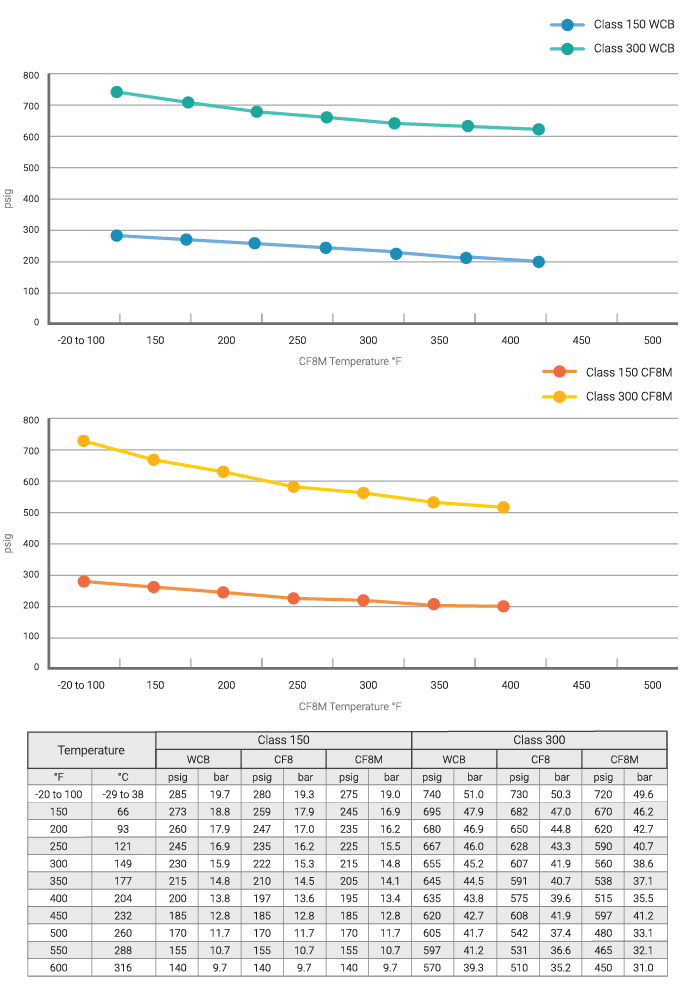 Class 150 WCB
Class 300 WCB
800
700
600
500
400
300
200
100
0
psig
-20 to 100 150 200 250 300 350 400 450 500
CF8M Temperature °F
Class 150 CF8M
Class 300 CF8M
800
700
600
500
400
300
200
100
0
psig
-20 to 100 150 200 250 300 350 400 450 500
CF8M Temperature °F
Temperature Class 150 Class 300
WCB CF8 CF8M WCB CF8 CF8M
°F °C psig bar psig bar psig bar psig bar psig bar psig bar
-20 to 100 -29 to 38 285 19.7 280 19.3 275 19.0 740 51.0 730 50.3 720 49.6
150 66 273 18.8 259 17.9 245 16.9 695 47.9 682 47.0 670 46.2
200 93 260 17.9 247 17.0 235 16.2 680 46.9 650 44.8 620 42.7
250 121 245 16.9 235 16.2 225 15.5 667 46.0 628 43.3 590 40.7
300 149 230 15.9 222 15.3 215 14.8 655 45.2 607 41.9 560 38.6
350 177 215 14.8 210 14.5 205 14.1 645 44.5 591 40.7 538 37.1
400 204 200 13.8 197 13.6 195 13.4 635 43.8 575 39.6 515 35.5
450 232 185 12.8 185 12.8 185 12.8 620 42.7 608 41.9 597 41.2
500 260 170 11.7 170 11.7 170 11.7 605 41.7 542 37.4 480 33.1
550 288 155 10.7 155 10.7 155 10.7 597 41.2 531 36.6 465 32.1
600 316 140 9.7 140 9.7 140 9.7 570 39.3 510 35.2 450 31.0